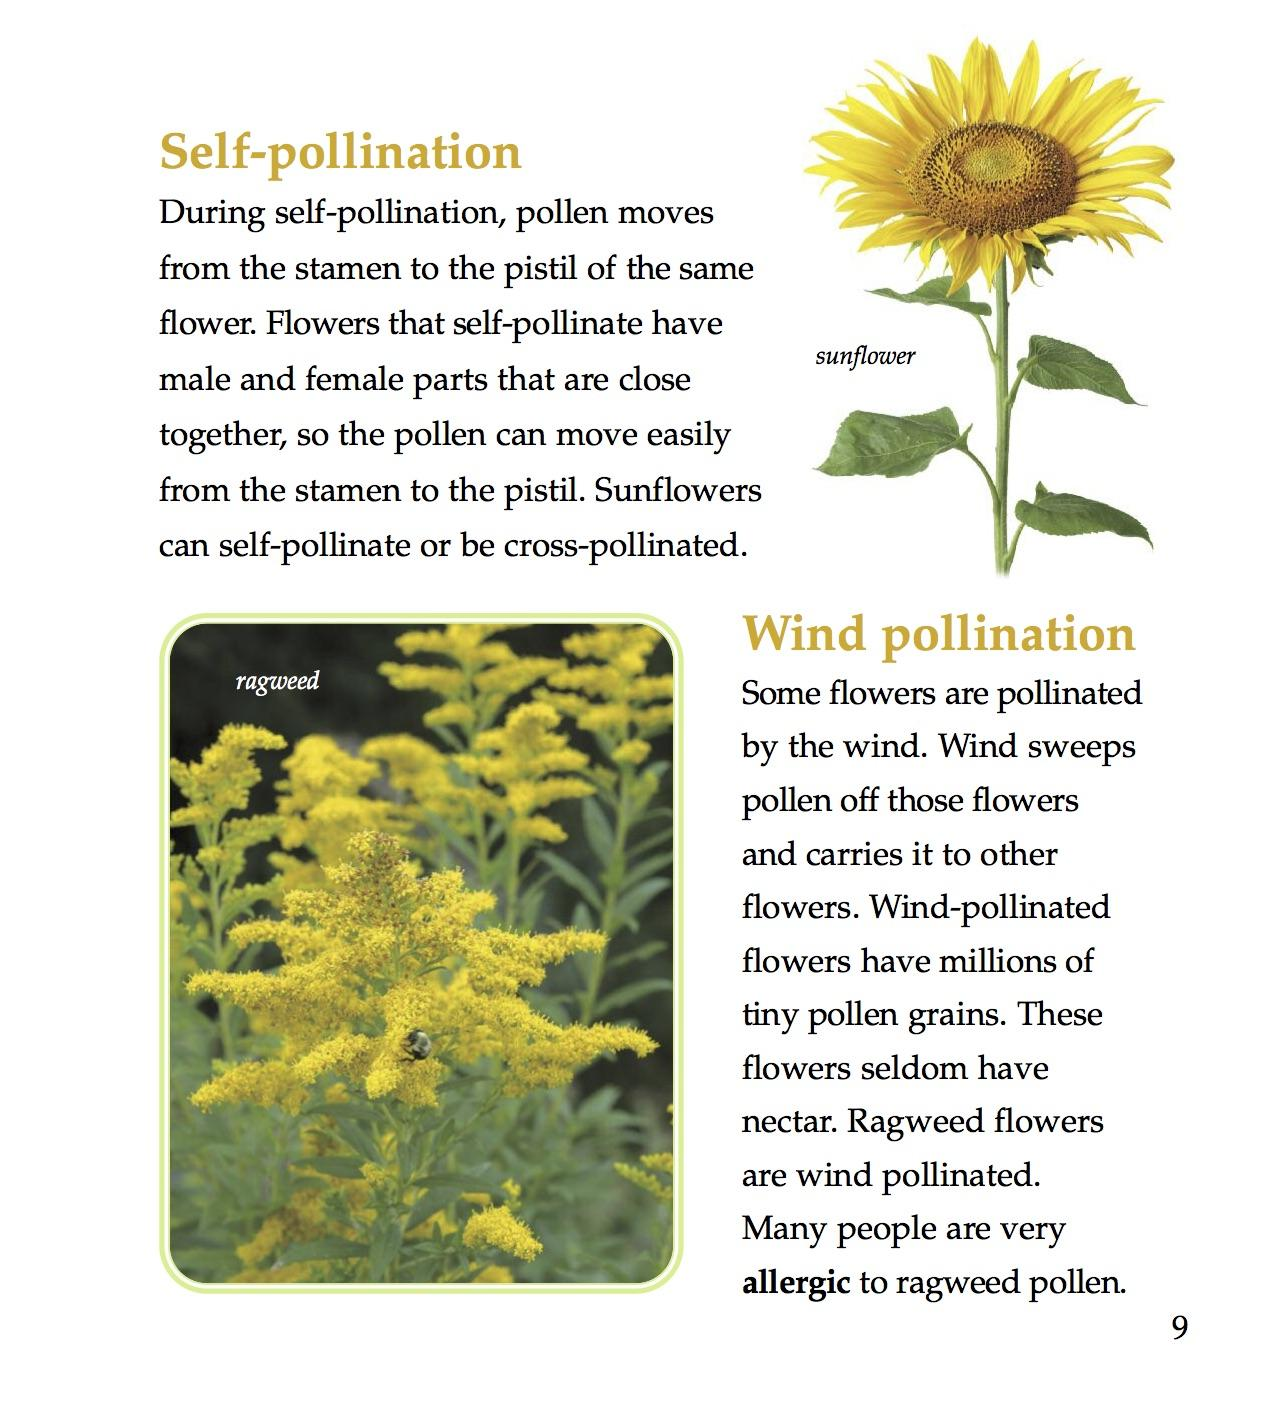 Self-pollination
During self-pollination, pollen moves
from the stamen to the pistil of the same
flower. Flowers that self-pollinate have
male and female parts that are close
together, so the pollen can move easily
from the stamen to the pistil. Sunflowers
can self-pollinate or be cross-pollinated.
sunflower
ragweed
Wind pollination
Some flowers are pollinated
by the wind. Wind sweeps
pollen off those flowers
and carries it to other
flowers. Wind-pollinated
flowers have millions of
tiny pollen grains. These
flowers seldom have
nectar. Ragweed flowers
are wind pollinated.
Many people are very
allergic to ragweed pollen.
9